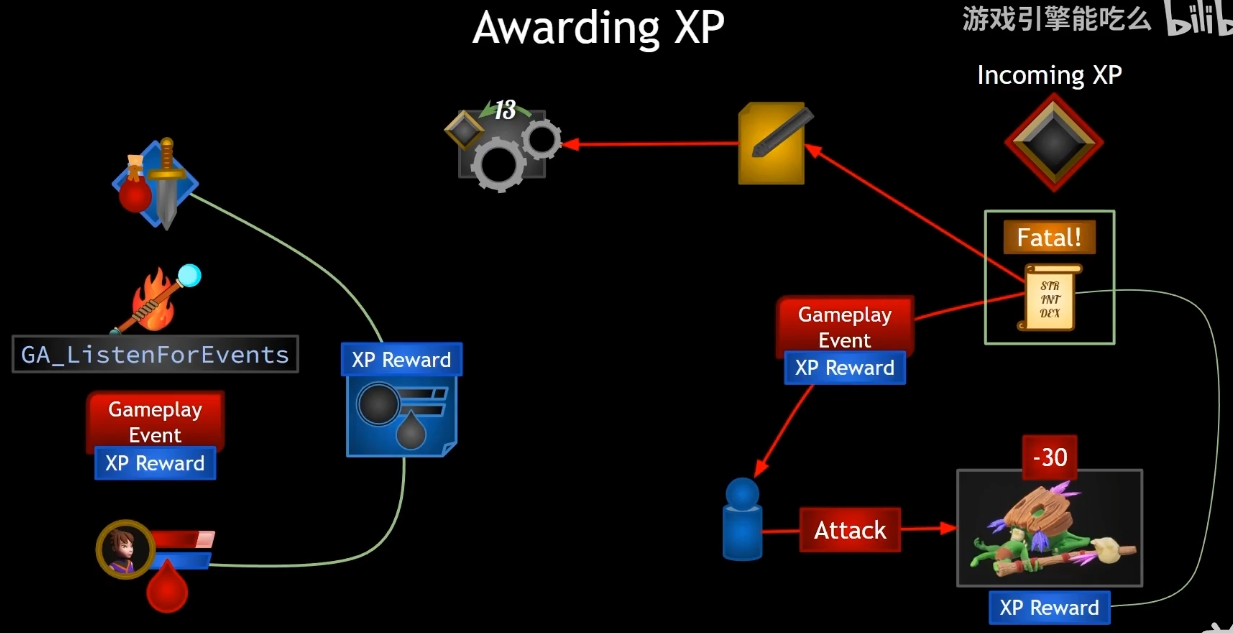 Awarding XP
游戏引擎能吃么
bilib
Incoming XP
13
Fatal!
STR
INT
DEX
Gameplay
Event
XP Reward
GA_ListenForEvents
XP Reward
Gameplay
Event
XP Reward
-30
Attack
XP Reward